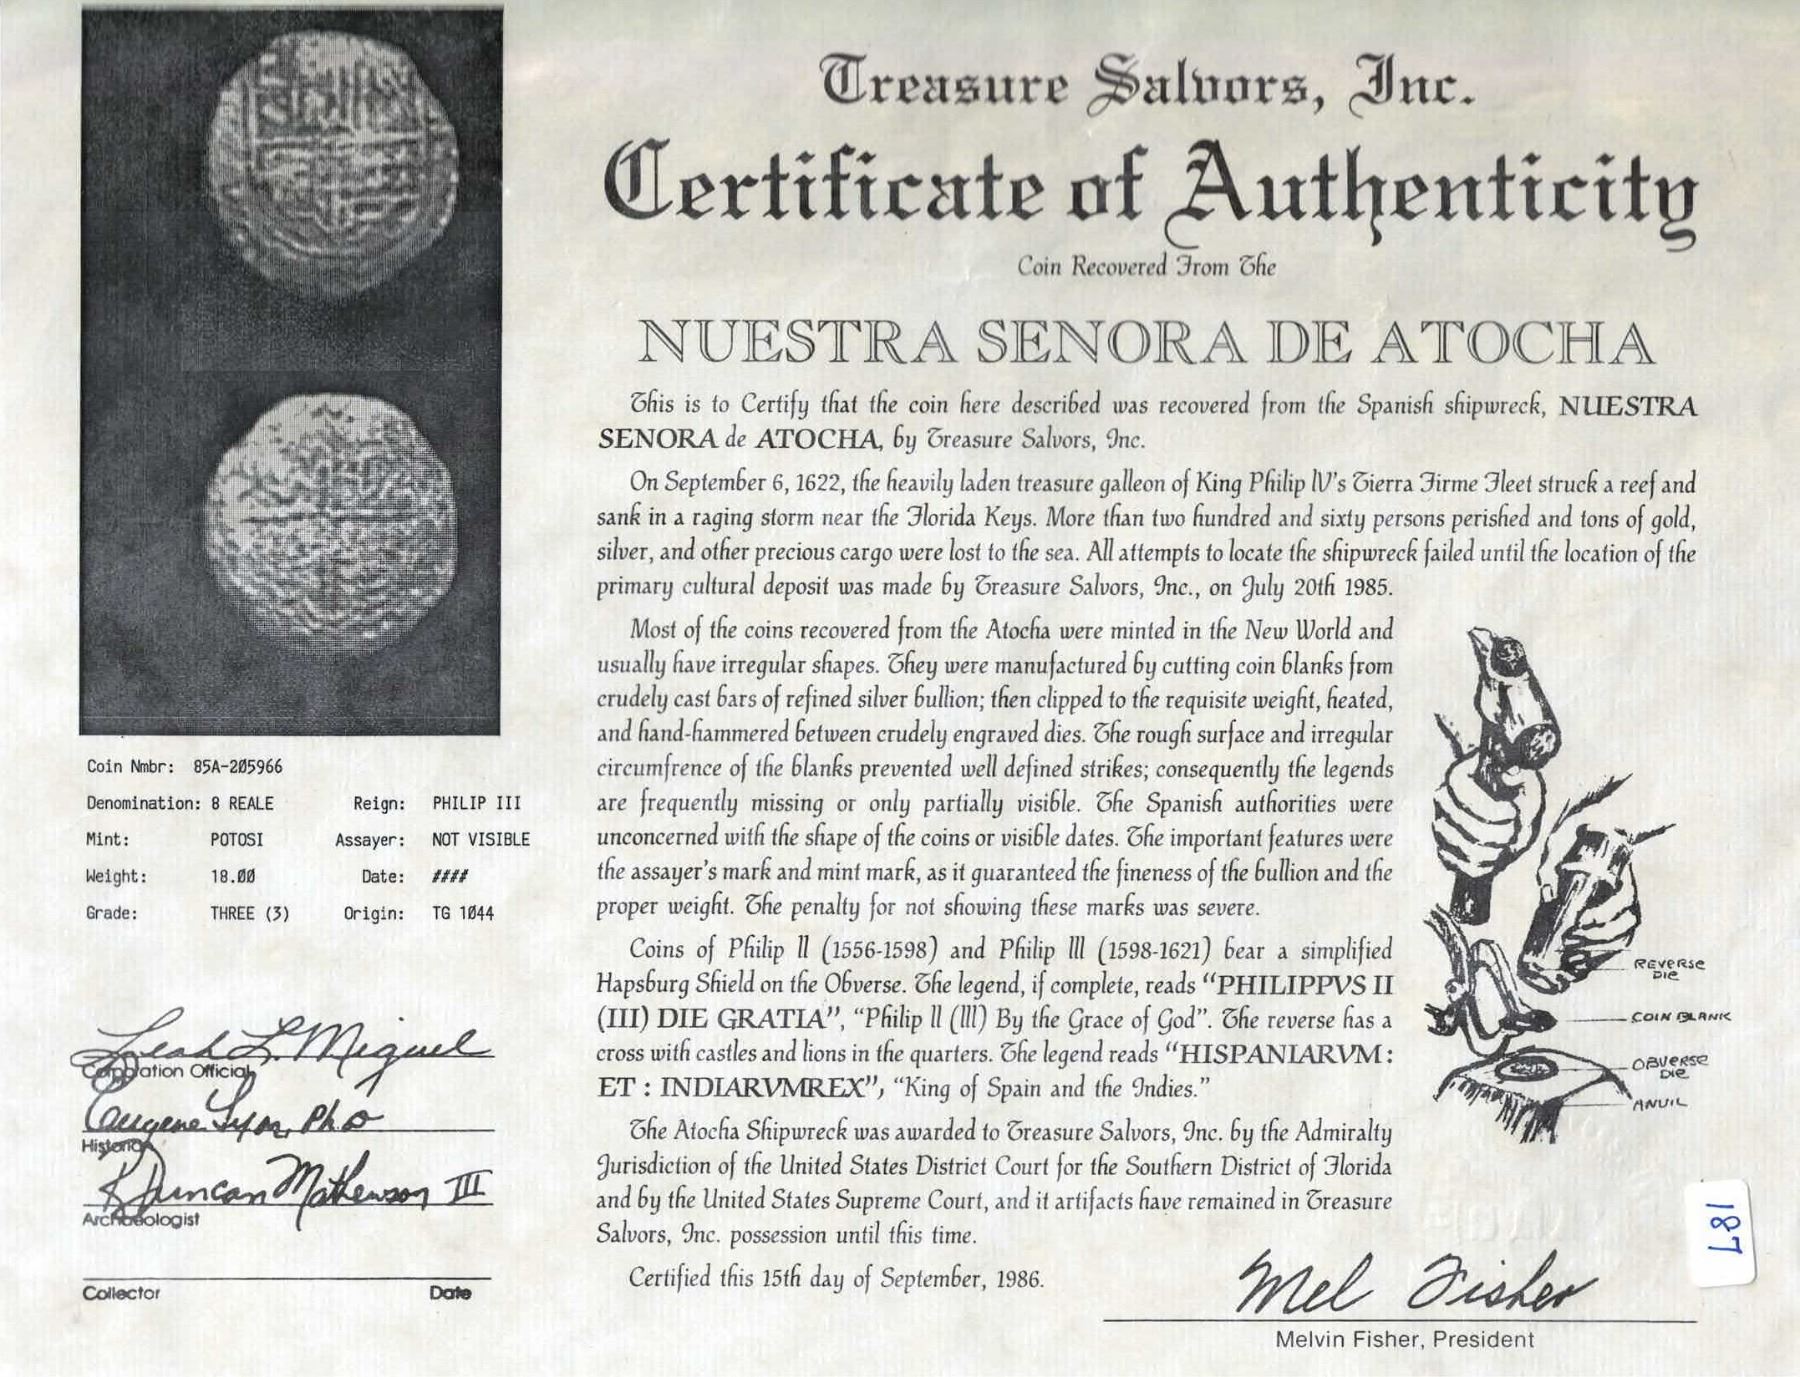 Treasure Salvors, Inc.
Certificate of Authenticity
Coin Recovered From The
NUESTRA SENORA DE ATOCHA
This is to Certify that the coin here described was recovered from the Spanish shipwreck, NUESTRA
SENORA de ATOCHA, by Treasure Salvors, Inc.
On September 6, 1622, the heavily laden treasure galleon of King Philip IV's Tierra Firme Fleet struck a reef and
sank in a raging storm near the Florida Keys. More than two hundred and sixty persons perished and tons of gold,
silver, and other precious cargo were lost to the sea. All attempts to locate the shipwreck failed until the location of the
primary cultural deposit was made by Treasure Salvors, Inc., on July 20th 1985.
Most of the coins recovered from the Atocha were minted in the New World and
usually have irregular shapes. They were manufactured by cutting coin blanks from
crudely cast bars of refined silver bullion; then clipped to the requisite weight, heated,
and hand-hammered between crudely engraved dies. The rough surface and irregular
circumfrence of the blanks prevented well defined strikes; consequently the legends
are frequently missing or only partially visible. The Spanish authorities were
unconcerned with the shape of the coins or visible dates. The important features were
the assayer's mark and mint mark, as it guaranteed the fineness of the bullion and the
proper weight. The penalty for not showing these marks was severe.
Coins of Philip II (1556-1598) and Philip III (1598-1621) bear a simplified
Hapsburg Shield on the Obverse. The legend, if complete, reads "PHILIPPVS II
(III) DIE GRATIA", "Philip II (III) By the Grace of God". The reverse has a
cross with castles and lions in the quarters. The legend reads "HISPANIARVM:
ET : INDIARVMREX", "King of Spain and the Indies."
The Atocha Shipwreck was awarded to Treasure Salvors, Inc. by the Admiralty
Jurisdiction of the United States District Court for the Southern District of Florida
and by the United States Supreme Court, and it artifacts have remained in Treasure
Salvors, Inc. possession until this time.
Certified this 15th day of September, 1986.
REVERSE
DIE
COIN BLANK
OBVERSE
DIE
ANVIL
187
Mel Fisher
Melvin Fisher, President
Coin Nmbr: 85A-205966
Denomination: 8 REALE Reign: PHILIP III
Mint: POTOSI Assayer: NOT VISIBLE
Weight: 18.00 Date: ####
Grade: THREE (3) Origin: TG 1044
Leah L. Miguel
Corporation Official
Eugene Lyon, Ph.D
Historian
R Duncan Mathewson III
Archaeologist
Collector Date